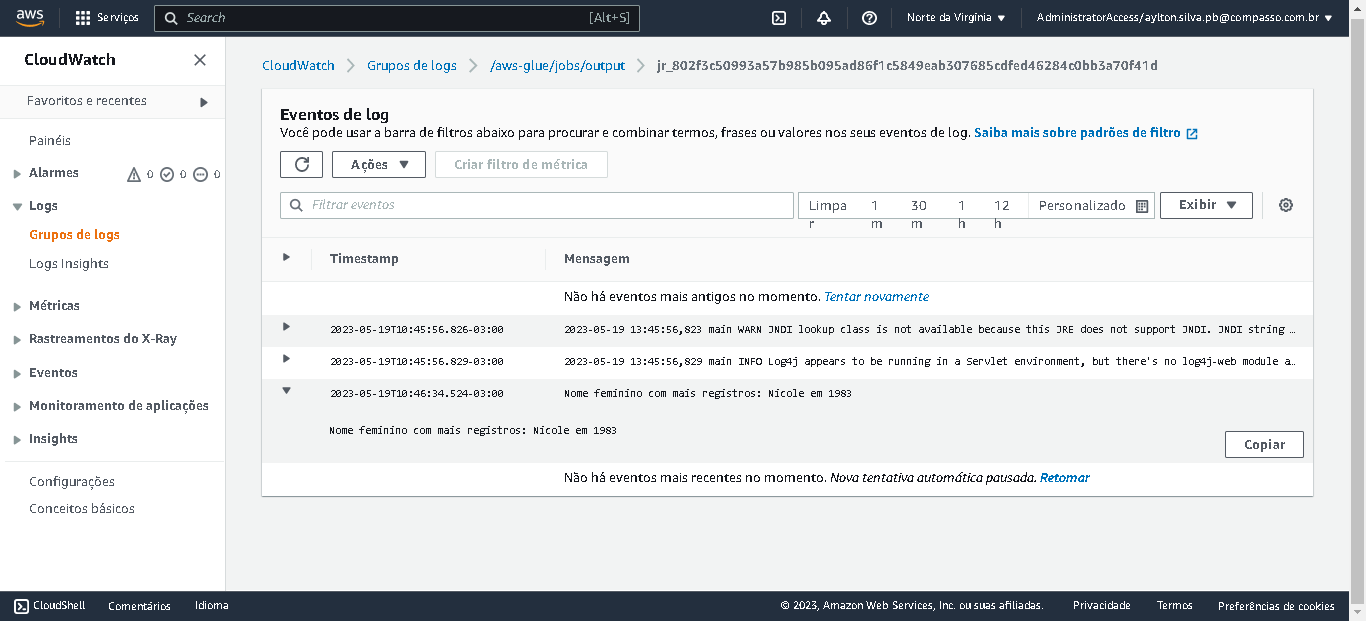 aws
Serviços
Search
[Alt+S]
Norte da Virgínia
AdministratorAccess/aylton.silva.pb@compasso.com.br
CloudWatch
Favoritos e recentes
Painéis
Alarmes
0
0
0
Logs
Grupos de logs
Logs Insights
Métricas
Rastreamentos do X-Ray
Eventos
Monitoramento de aplicações
Insights
Configurações
Conceitos básicos
CloudWatch
Grupos de logs
/aws-glue/jobs/output
jr_802f3c50993a57b985b095ad86f1c5849eab307685cdfed46284c0bb3a70f41d
Eventos de log
Você pode usar a barra de filtros abaixo para procurar e combinar termos, frases ou valores nos seus eventos de log. Saiba mais sobre padrões de filtro
Ações
Criar filtro de métrica
Filtrar eventos
Limpar
1m
30m
1h
12h
Personalizado
Exibir
Timestamp
Mensagem
Não há eventos mais antigos no momento. Tentar novamente
2023-05-19T10:45:56.826-03:00
2023-05-19 13:45:56,823 main WARN JNDI lookup class is not available because this JRE does not support JNDI. JNDI string …
2023-05-19T10:45:56.829-03:00
2023-05-19 13:45:56,829 main INFO Log4j appears to be running in a Servlet environment, but there's no log4j-web module a…
2023-05-19T10:46:34.524-03:00
Nome feminino com mais registros: Nicole em 1983
Nome feminino com mais registros: Nicole em 1983
Copiar
Não há eventos mais recentes no momento. Nova tentativa automática pausada. Retomar
CloudShell
Comentários
Idioma
© 2023, Amazon Web Services, Inc. ou suas afiliadas.
Privacidade
Termos
Preferências de cookies